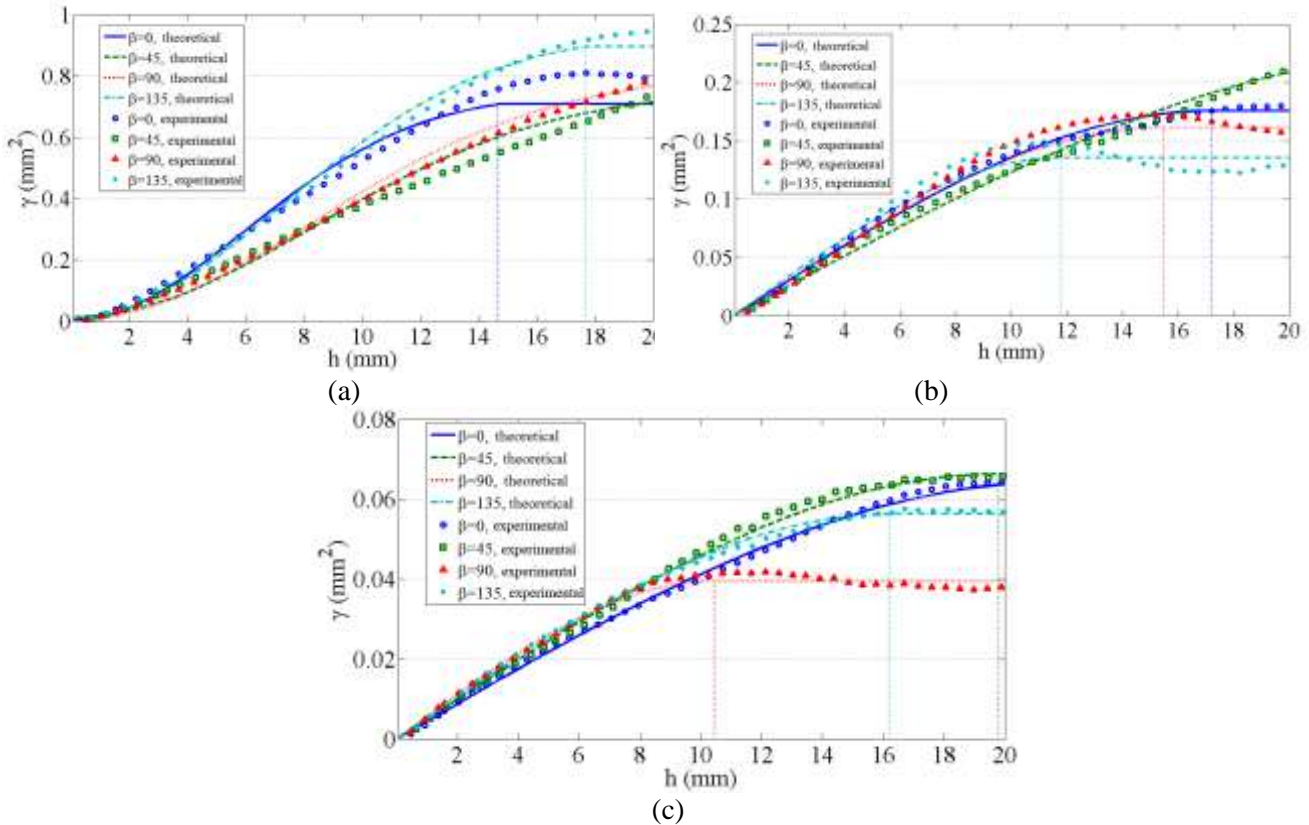 1
0.8
0.6
0.4
0.2
0
γ (mm²)
β=0, theoretical
β=45, theoretical
β=90, theoretical
β=135, theoretical
β=0, experimental
β=45, experimental
β=90, experimental
β=135, experimental
2 4 6 8 10 12 14 16 18 20
h (mm)
(a)
0.25
0.2
0.15
0.1
0.05
0
γ (mm²)
β=0, theoretical
β=45, theoretical
β=90, theoretical
β=135, theoretical
β=0, experimental
β=45, experimental
β=90, experimental
β=135, experimental
2 4 6 8 10 12 14 16 18 20
h (mm)
(b)
0.08
0.06
0.04
0.02
0
γ (mm²)
β=0, theoretical
β=45, theoretical
β=90, theoretical
β=135, theoretical
β=0, experimental
β=45, experimental
β=90, experimental
β=135, experimental
2 4 6 8 10 12 14 16 18 20
h (mm)
(c)